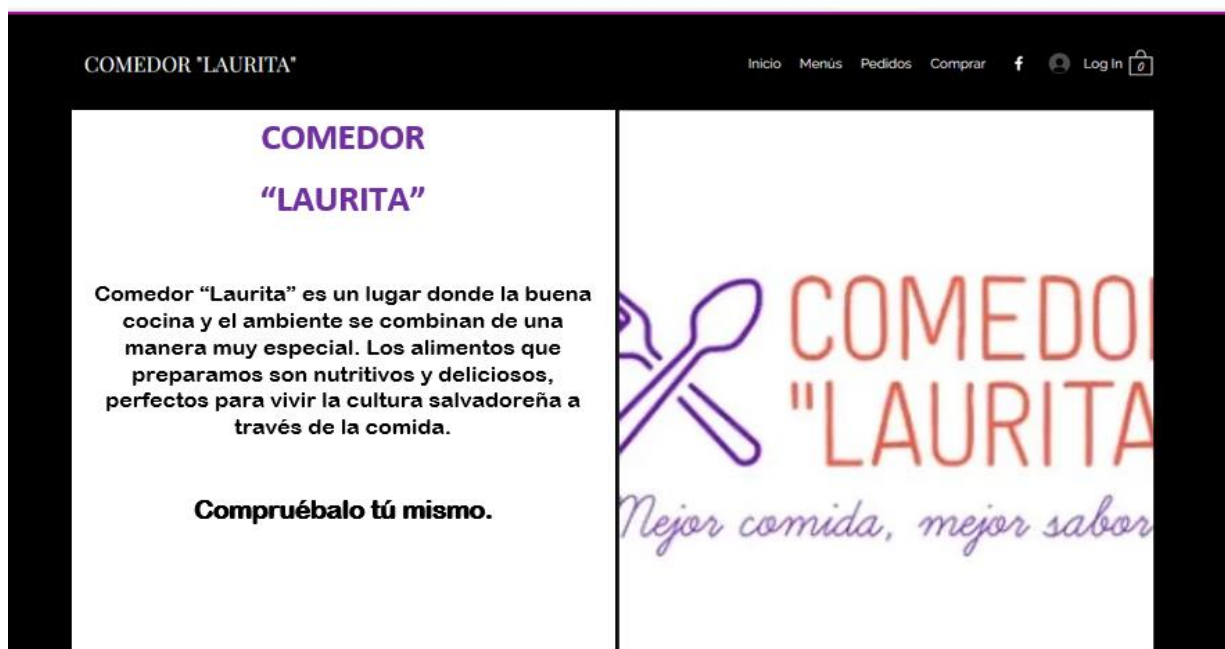 COMEDOR "LAURITA"
Inicio Menús Pedidos Comprar f Log In 0
COMEDOR
“LAURITA”
Comedor “Laurita” es un lugar donde la buena
cocina y el ambiente se combinan de una
manera muy especial. Los alimentos que
preparamos son nutritivos y deliciosos,
perfectos para vivir la cultura salvadoreña a
través de la comida.
Compruébalo tú mismo.
COMEDO
"LAURITA
Mejor comida, mejor sabor